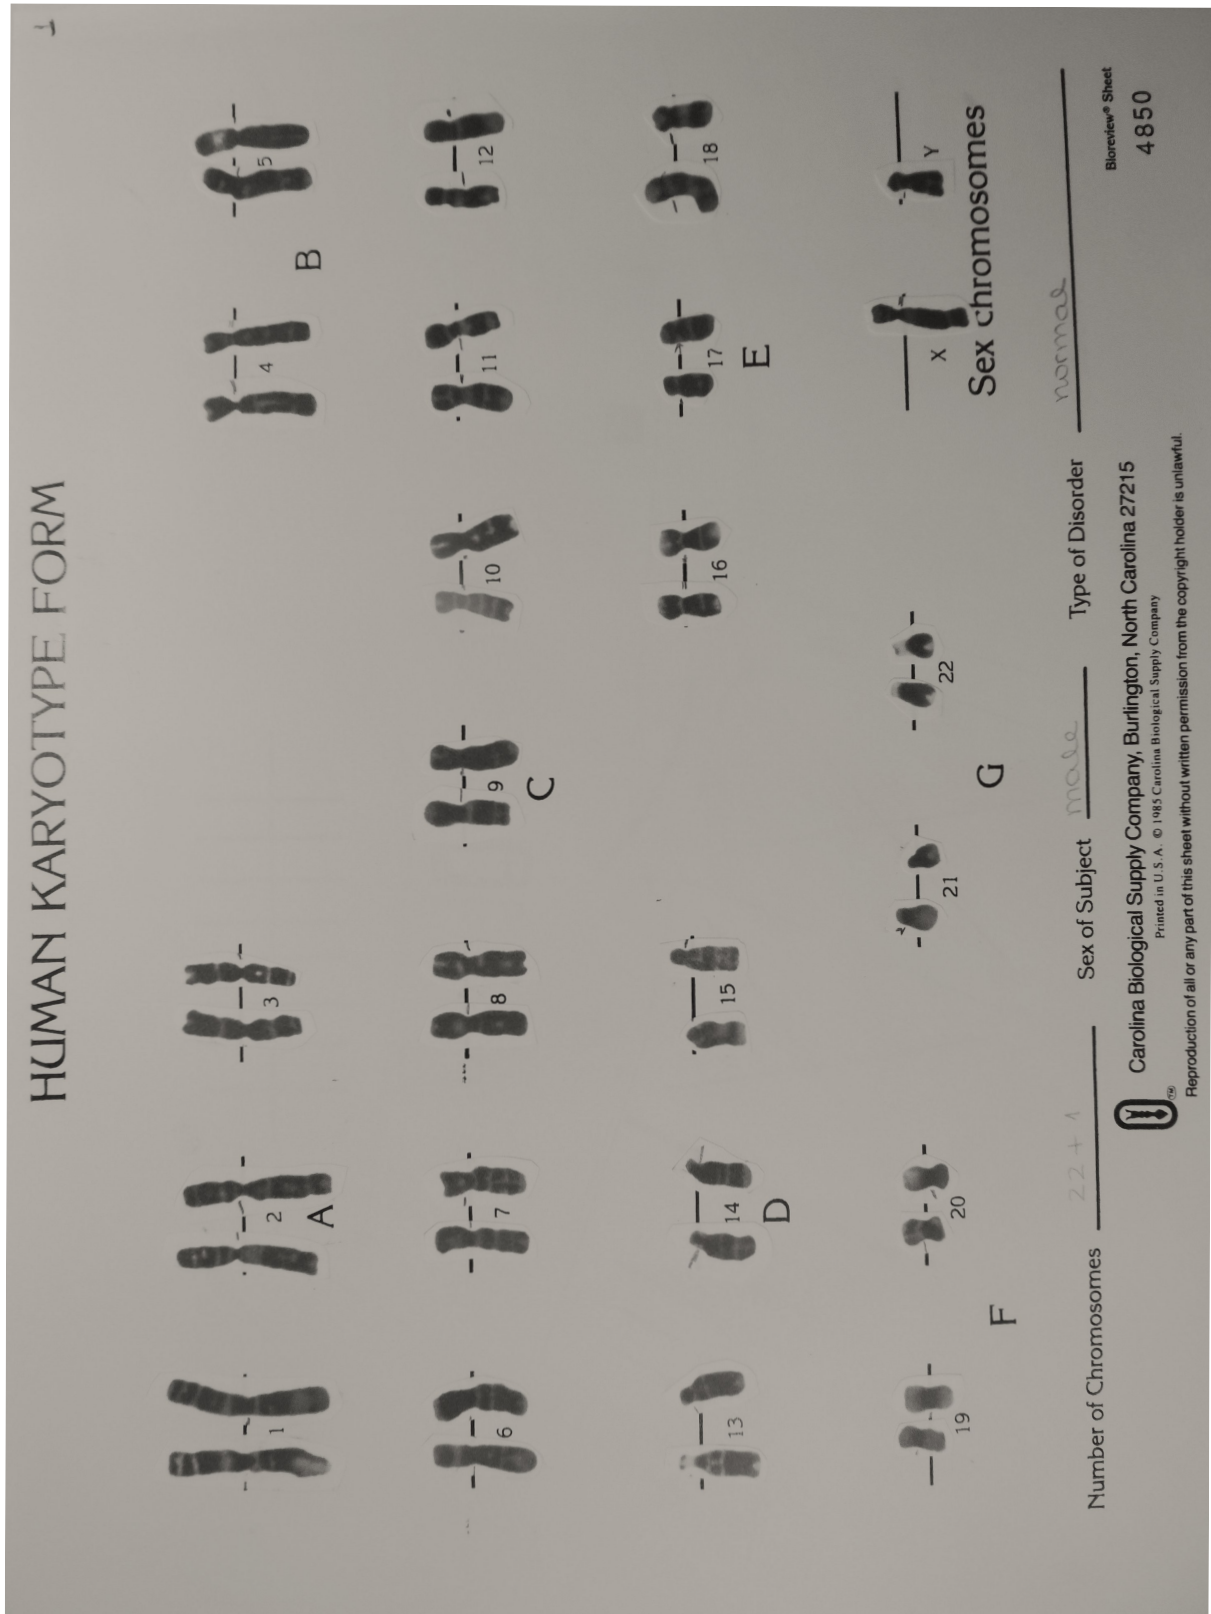 1
HUMAN KARYOTYPE FORM
1
2
3
4
5
A
B
6
7
8
9
10
11
12
C
13
14
15
16
17
18
D
E
19
20
21
22
X
Y
F
G
Sex chromosomes
Number of Chromosomes 22 + 1 Sex of Subject male Type of Disorder normal
Carolina Biological Supply Company, Burlington, North Carolina 27215
Printed in U.S.A. © 1985 Carolina Biological Supply Company
Reproduction of all or any part of this sheet without written permission from the copyright holder is unlawful.
Bioreview® Sheet
4850
TM